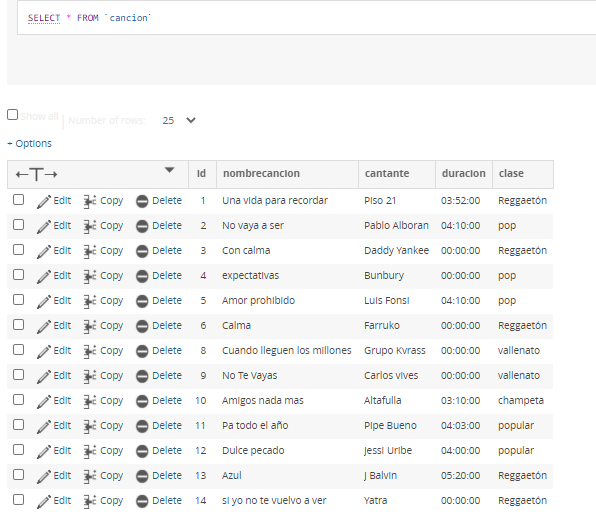 SELECT * FROM `cancion`
Show all | Number of rows: 25
+ Options
←T→ id nombrecancion cantante duracion clase
Edit Copy Delete 1 Una vida para recordar Piso 21 03:52:00 Reggaetón
Edit Copy Delete 2 No vaya a ser Pablo Alboran 04:10:00 pop
Edit Copy Delete 3 Con calma Daddy Yankee 00:00:00 Reggaetón
Edit Copy Delete 4 expectativas Bunbury 00:00:00 pop
Edit Copy Delete 5 Amor prohibido Luis Fonsi 04:10:00 pop
Edit Copy Delete 6 Calma Farruko 00:00:00 Reggaetón
Edit Copy Delete 8 Cuando lleguen los millones Grupo Kvrass 00:00:00 vallenato
Edit Copy Delete 9 No Te Vayas Carlos vives 00:00:00 vallenato
Edit Copy Delete 10 Amigos nada mas Altafulla 03:10:00 champeta
Edit Copy Delete 11 Pa todo el año Pipe Bueno 04:03:00 popular
Edit Copy Delete 12 Dulce pecado Jessi Uribe 04:00:00 popular
Edit Copy Delete 13 Azul J Balvin 05:20:00 Reggaetón
Edit Copy Delete 14 si yo no te vuelvo a ver Yatra 00:00:00 Reggaetón